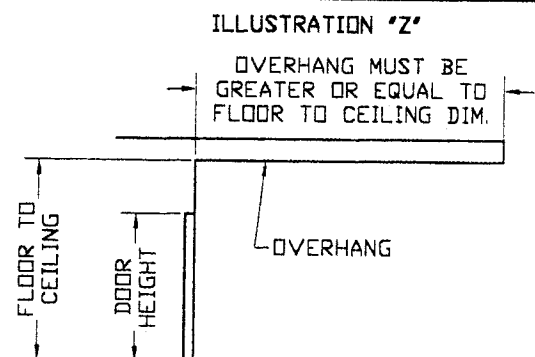 ILLUSTRATION "Z"
OVERHANG MUST BE
GREATER OR EQUAL TO
FLOOR TO CEILING DIM.
OVERHANG
FLOOR TO
CEILING
DOOR
HEIGHT